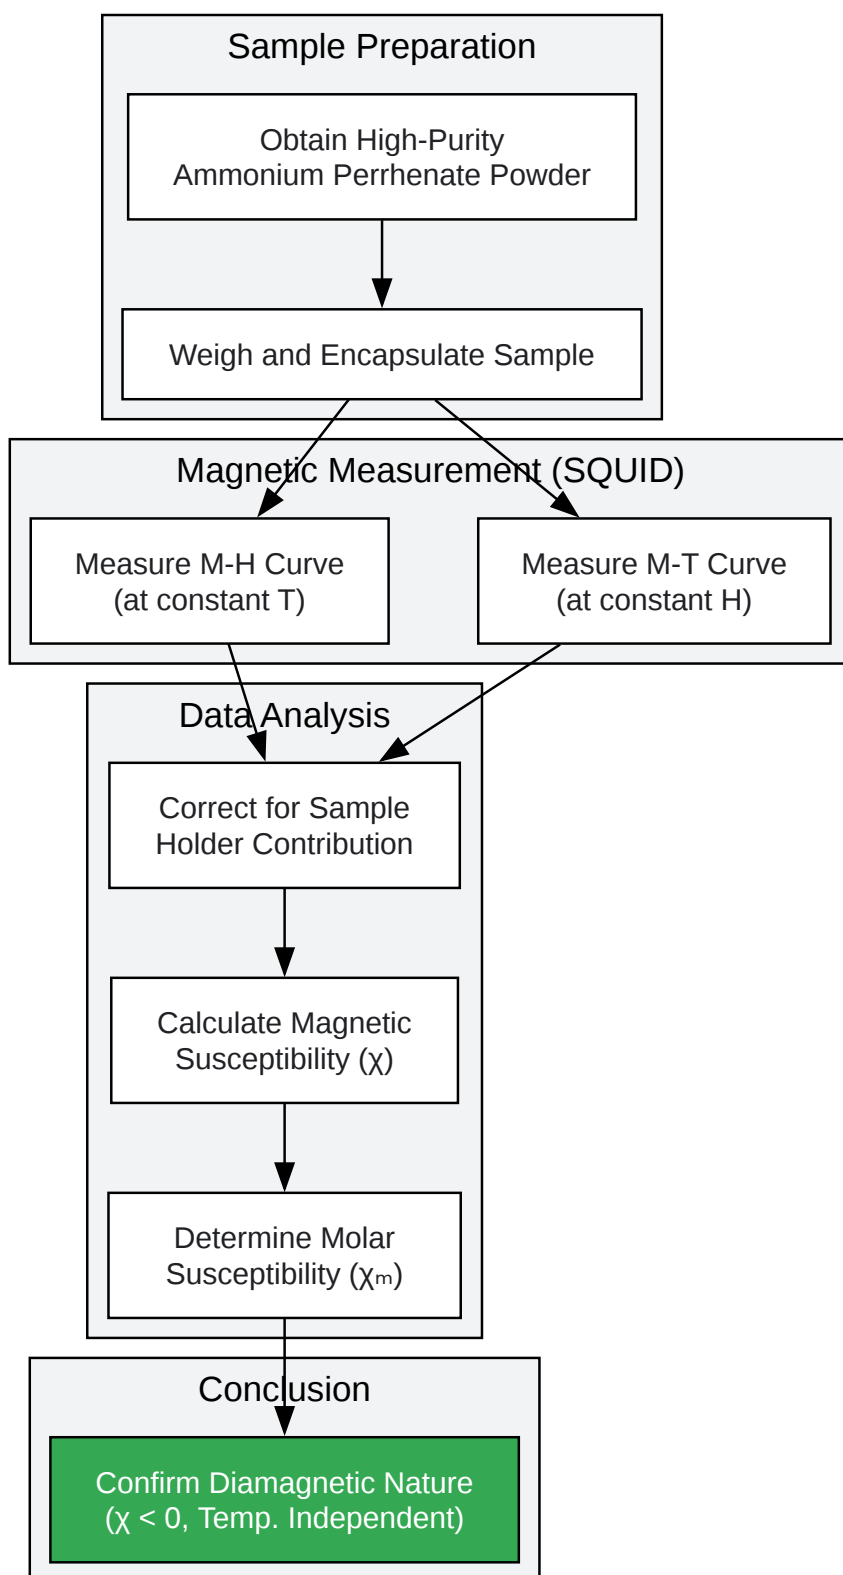 Sample Preparation
Obtain High-Purity
Ammonium Perrhenate Powder
Weigh and Encapsulate Sample
Magnetic Measurement (SQUID)
Measure M-H Curve
(at constant T)
Measure M-T Curve
(at constant H)
Data Analysis
Correct for Sample
Holder Contribution
Calculate Magnetic
Susceptibility (χ)
Determine Molar
Susceptibility (χₘ)
Conclusion
Confirm Diamagnetic Nature
(χ < 0, Temp. Independent)